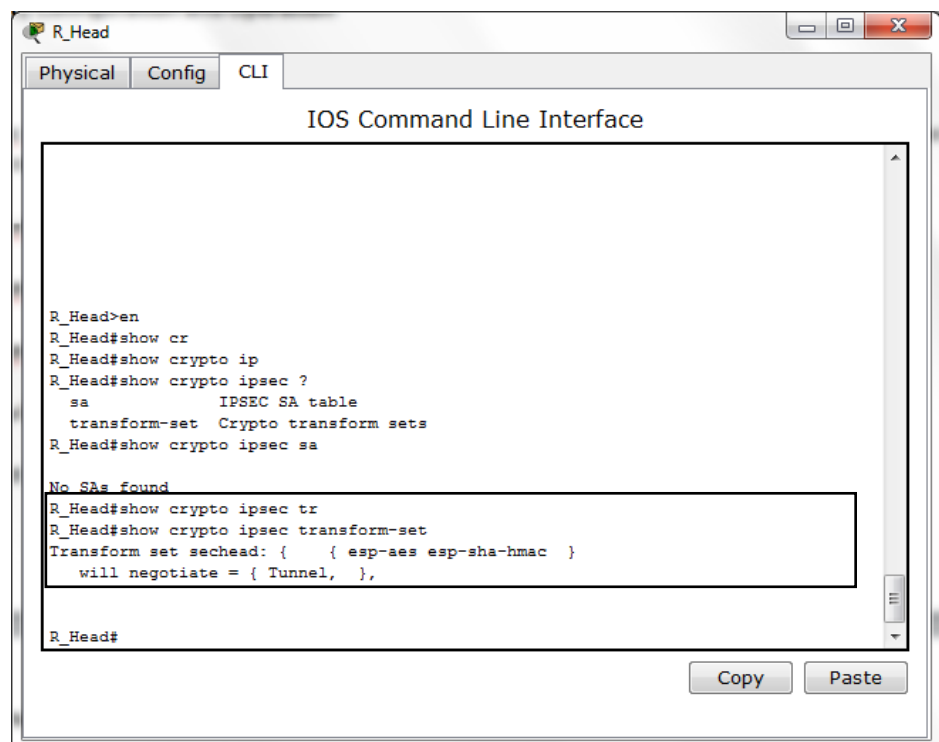 R_Head
Physical Config CLI
IOS Command Line Interface
R_Head>en
R_Head#show cr
R_Head#show crypto ip
R_Head#show crypto ipsec ?
sa IPSEC SA table
transform-set Crypto transform sets
R_Head#show crypto ipsec sa
No SAs found
R_Head#show crypto ipsec tr
R_Head#show crypto ipsec transform-set
Transform set sechead: { { esp-aes esp-sha-hmac }
will negotiate = { Tunnel, },
R_Head#
Copy Paste